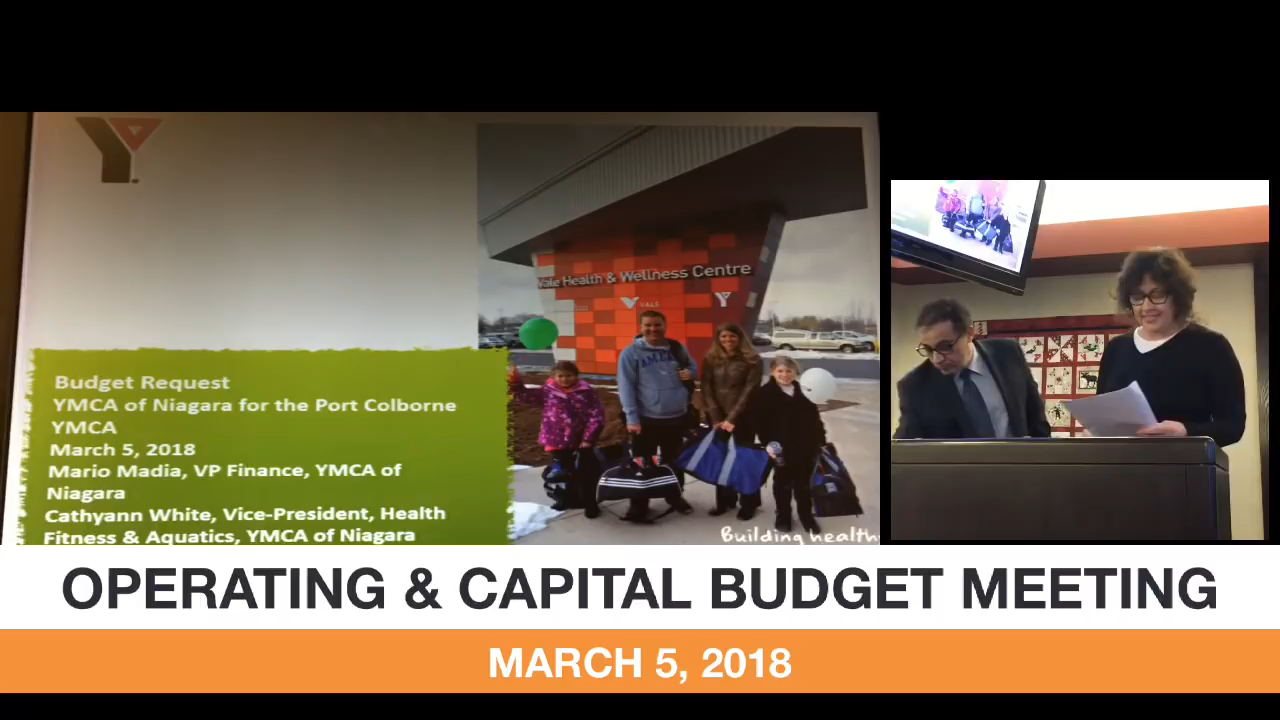 Vale Health & Wellness Centre
VALE
Budget Request
YMCA of Niagara for the Port Colborne
YMCA
March 5, 2018
Mario Madia, VP Finance, YMCA of
Niagara
Cathyann White, Vice-President, Health
Fitness & Aquatics, YMCA of Niagara
Building health
OPERATING & CAPITAL BUDGET MEETING
MARCH 5, 2018